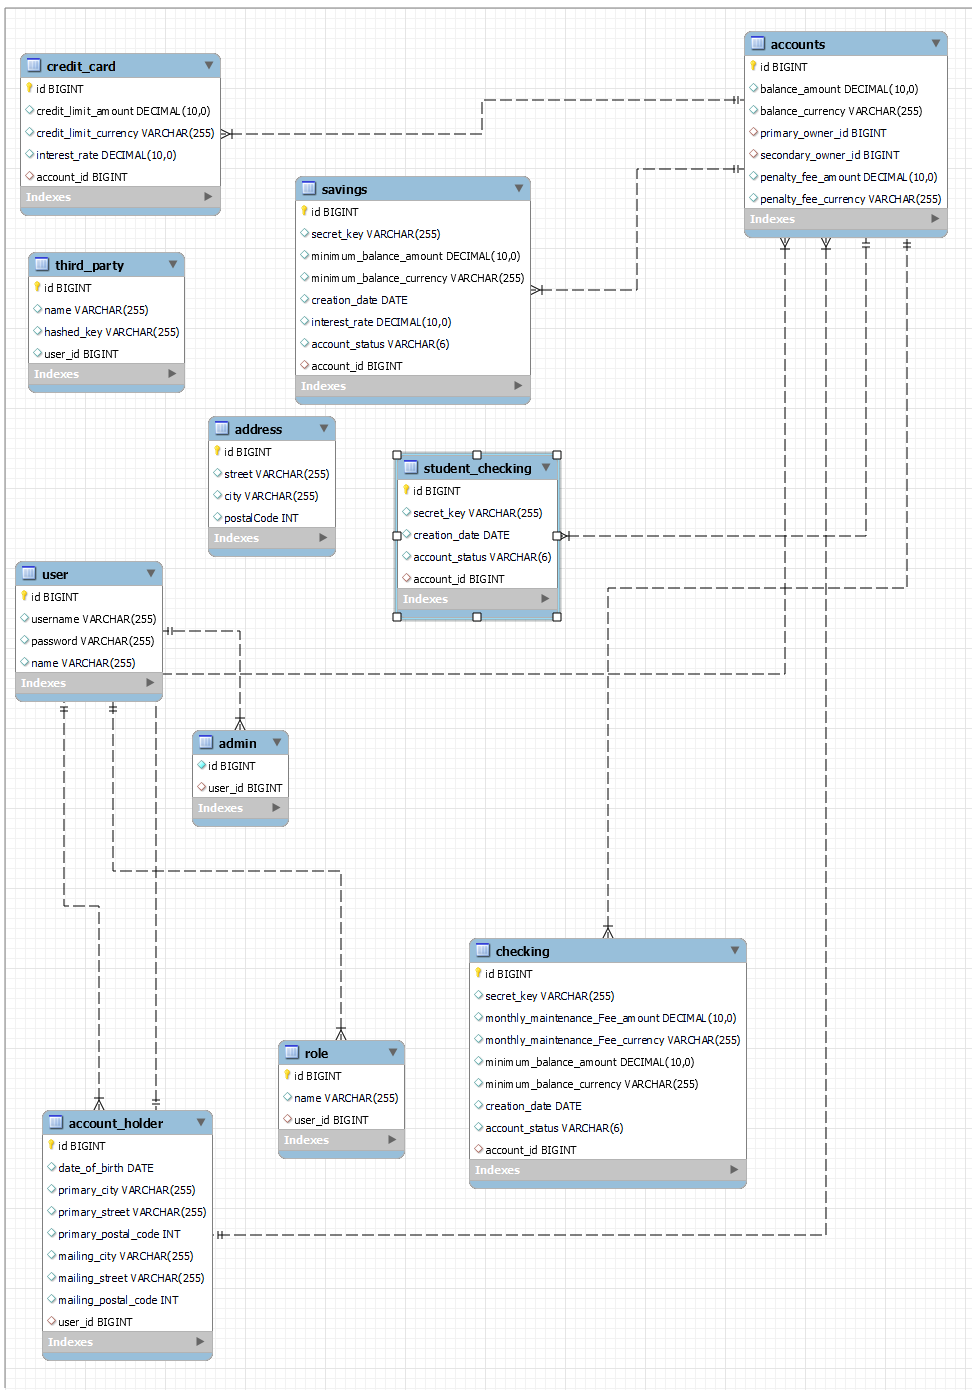 credit_card
id BIGINT
credit_limit_amount DECIMAL(10,0)
credit_limit_currency VARCHAR(255)
interest_rate DECIMAL(10,0)
account_id BIGINT
Indexes
accounts
id BIGINT
balance_amount DECIMAL(10,0)
balance_currency VARCHAR(255)
primary_owner_id BIGINT
secondary_owner_id BIGINT
penalty_fee_amount DECIMAL(10,0)
penalty_fee_currency VARCHAR(255)
Indexes
savings
id BIGINT
secret_key VARCHAR(255)
minimum_balance_amount DECIMAL(10,0)
minimum_balance_currency VARCHAR(255)
creation_date DATE
interest_rate DECIMAL(10,0)
account_status VARCHAR(6)
account_id BIGINT
Indexes
third_party
id BIGINT
name VARCHAR(255)
hashed_key VARCHAR(255)
user_id BIGINT
Indexes
address
id BIGINT
street VARCHAR(255)
city VARCHAR(255)
postalCode INT
Indexes
student_checking
id BIGINT
secret_key VARCHAR(255)
creation_date DATE
account_status VARCHAR(6)
account_id BIGINT
Indexes
user
id BIGINT
username VARCHAR(255)
password VARCHAR(255)
name VARCHAR(255)
Indexes
admin
id BIGINT
user_id BIGINT
Indexes
checking
id BIGINT
secret_key VARCHAR(255)
monthly_maintenance_Fee_amount DECIMAL(10,0)
monthly_maintenance_Fee_currency VARCHAR(255)
minimum_balance_amount DECIMAL(10,0)
minimum_balance_currency VARCHAR(255)
creation_date DATE
account_status VARCHAR(6)
account_id BIGINT
Indexes
role
id BIGINT
name VARCHAR(255)
user_id BIGINT
Indexes
account_holder
id BIGINT
date_of_birth DATE
primary_city VARCHAR(255)
primary_street VARCHAR(255)
primary_postal_code INT
mailing_city VARCHAR(255)
mailing_street VARCHAR(255)
mailing_postal_code INT
user_id BIGINT
Indexes